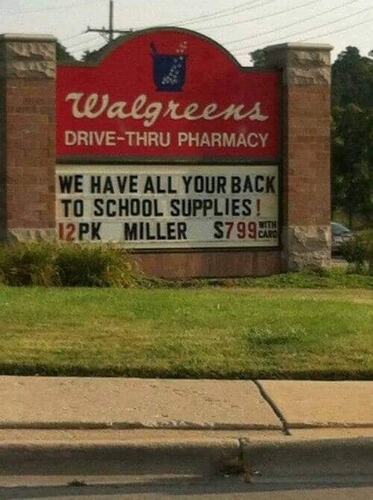 Walgreens
DRIVE-THRU PHARMACY
WE HAVE ALL YOUR BACK
TO SCHOOL SUPPLIES!
12PK MILLER $799 WITH CARD